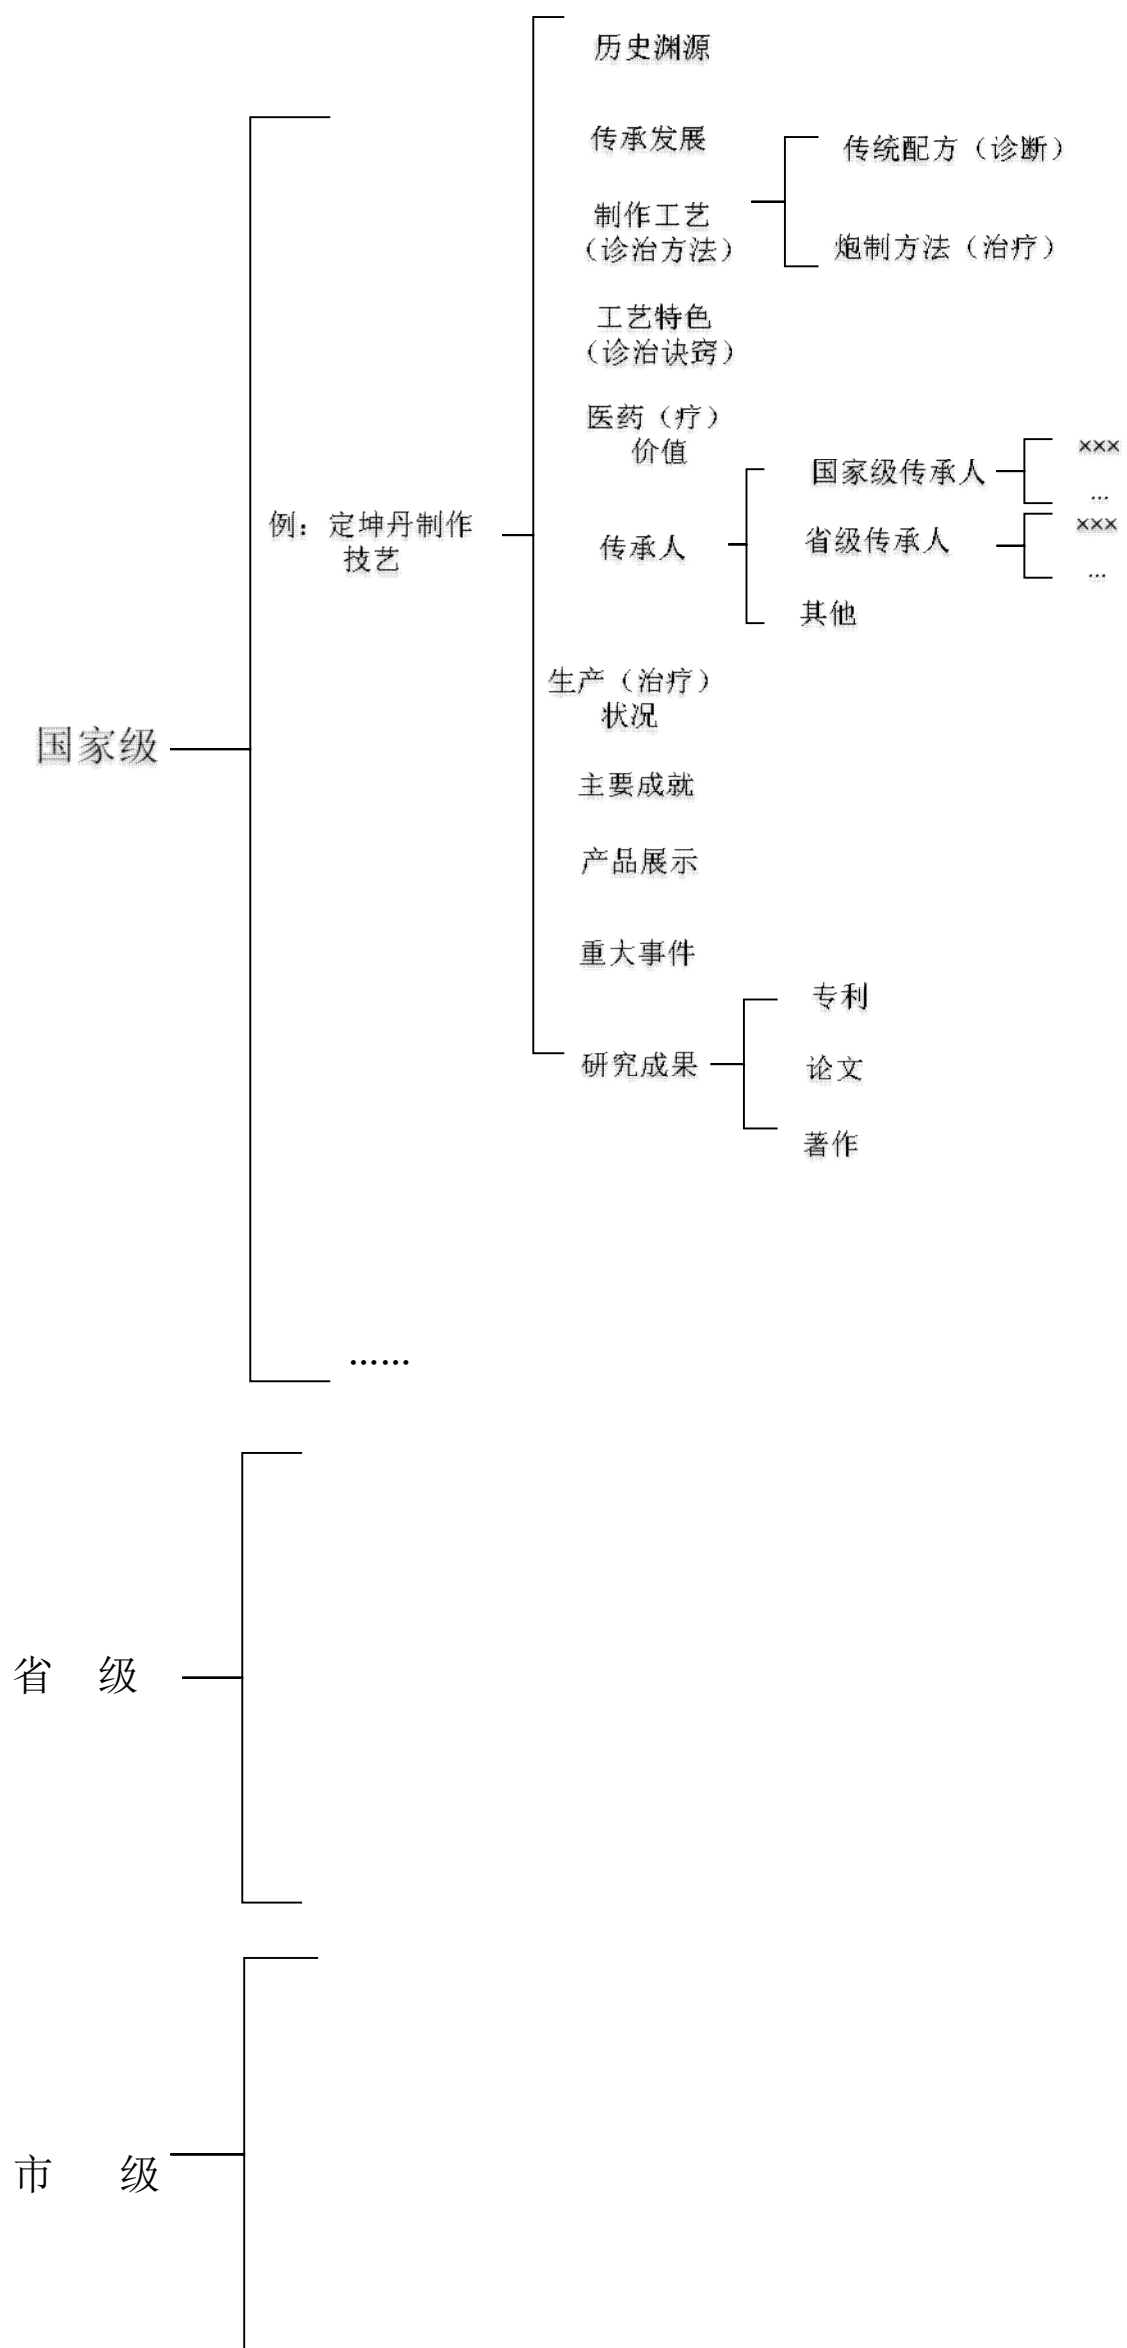 历史渊源
传承发展
传统配方（诊断）
制作工艺
（诊治方法）
炮制方法（治疗）
工艺特色
（诊治诀窍）
医药（疗）
价值
×××
国家级传承人
...
例：定坤丹制作
技艺
×××
省级传承人
传承人
...
其他
生产（治疗）
状况
国家级
主要成就
产品展示
重大事件
专利
研究成果
论文
著作
......
省 级
市 级